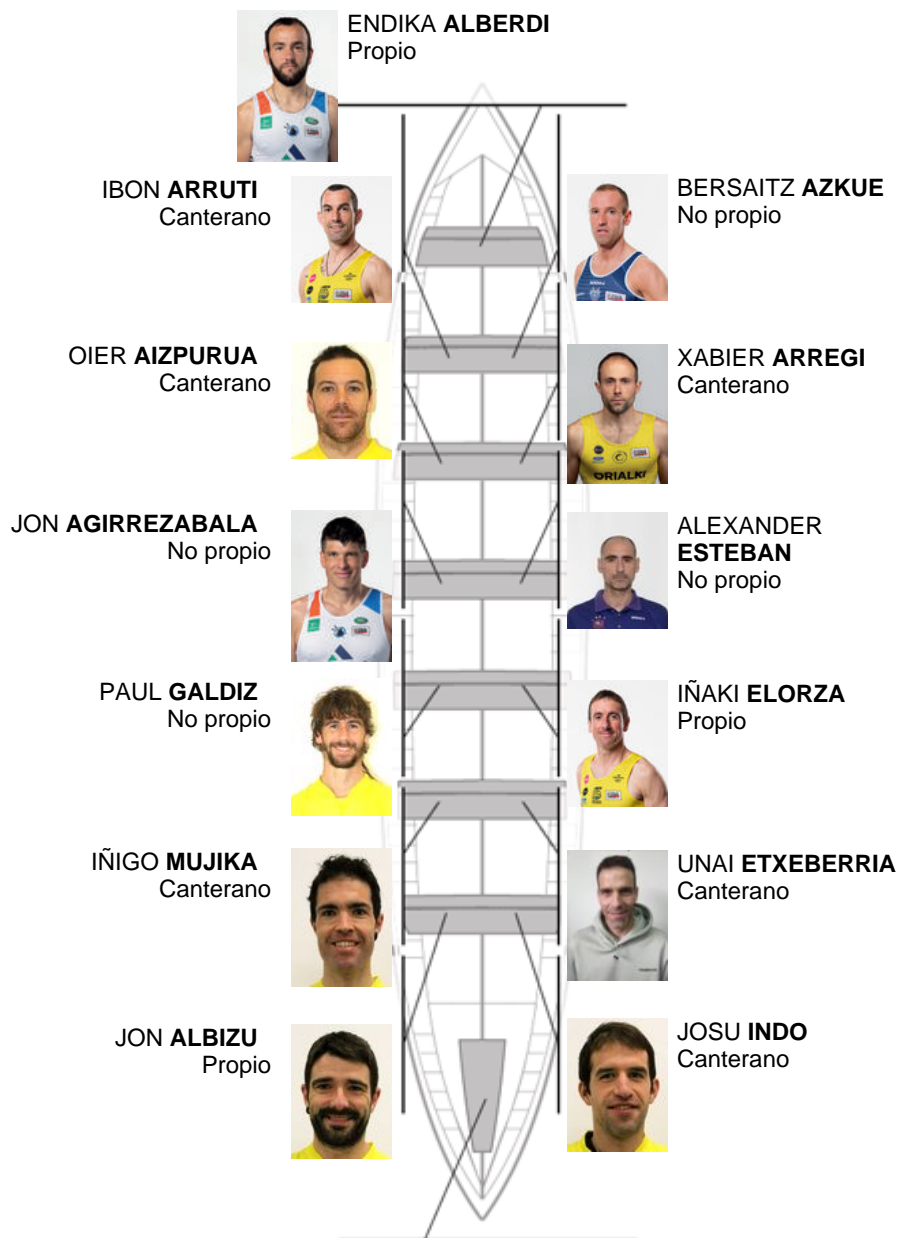 ENDIKA ALBERDI
Propio
IBON ARRUTI
Canterano
BERSAITZ AZKUE
No propio
OIER AIZPURUA
Canterano
XABIER ARREGI
Canterano
ORIALKI
JON AGIRREZABALA
No propio
ALEXANDER
ESTEBAN
No propio
PAUL GALDIZ
No propio
IÑAKI ELORZA
Propio
IÑIGO MUJIKA
Canterano
UNAI ETXEBERRIA
Canterano
JON ALBIZU
Propio
JOSU INDO
Canterano